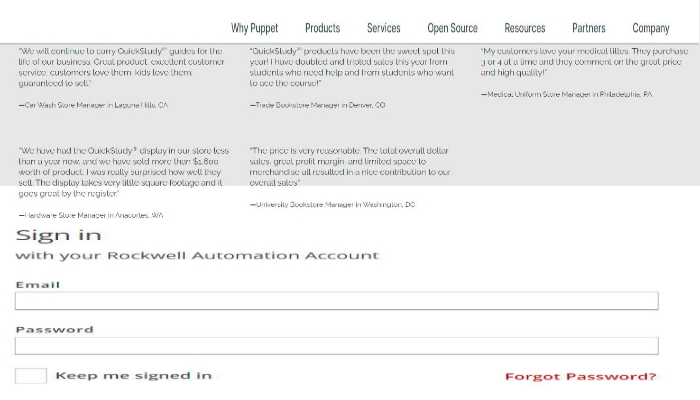 Why Puppet Products Services Open Source Resources Partners Company
"We will continue to carry QuickStudy® guides for the
life of our business. Great product, excellent customer
service, customers love them, kids love them;
guaranteed to sell."
—Car Wash Store Manager in Laguna Hills, CA
"QuickStudy® products have been the sweet spot this
year! I have doubled and tripled sales this year from
students who need help and from students who want
to ace the course!"
—Trade Bookstore Manager in Denver, CO
"My customers love your medical titles. They purchase
3 or 4 at a time and they comment on the great price
and high quality!"
—Medical Uniform Store Manager in Philadelphia, PA
"We have had the QuickStudy® display in our store less
than a year now, and we have sold more than $1,600
worth of product. I was really surprised how well they
sell. The display takes very little square footage and it
goes great by the register."
—Hardware Store Manager in Anacortes, WA
"The price is very reasonable. The total overall dollar
sales, great profit margin, and limited space to
merchandise all resulted in a nice contribution to our
overall sales."
—University Bookstore Manager in Washington, DC
Sign in
with your Rockwell Automation Account
Email
Password
Keep me signed in Forgot Password?